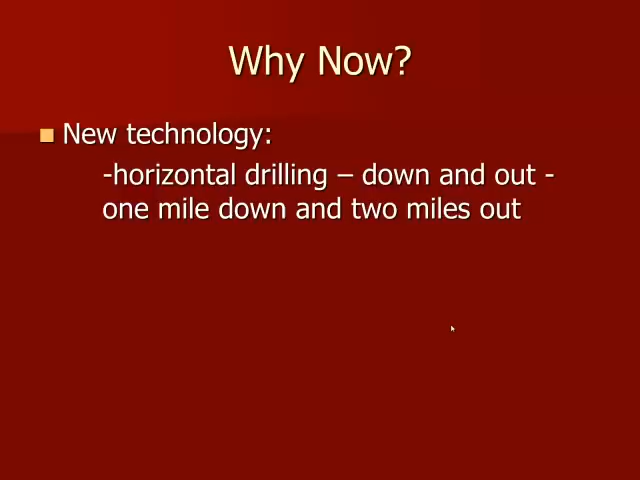 Why Now?
New technology:
-horizontal drilling – down and out -
one mile down and two miles out